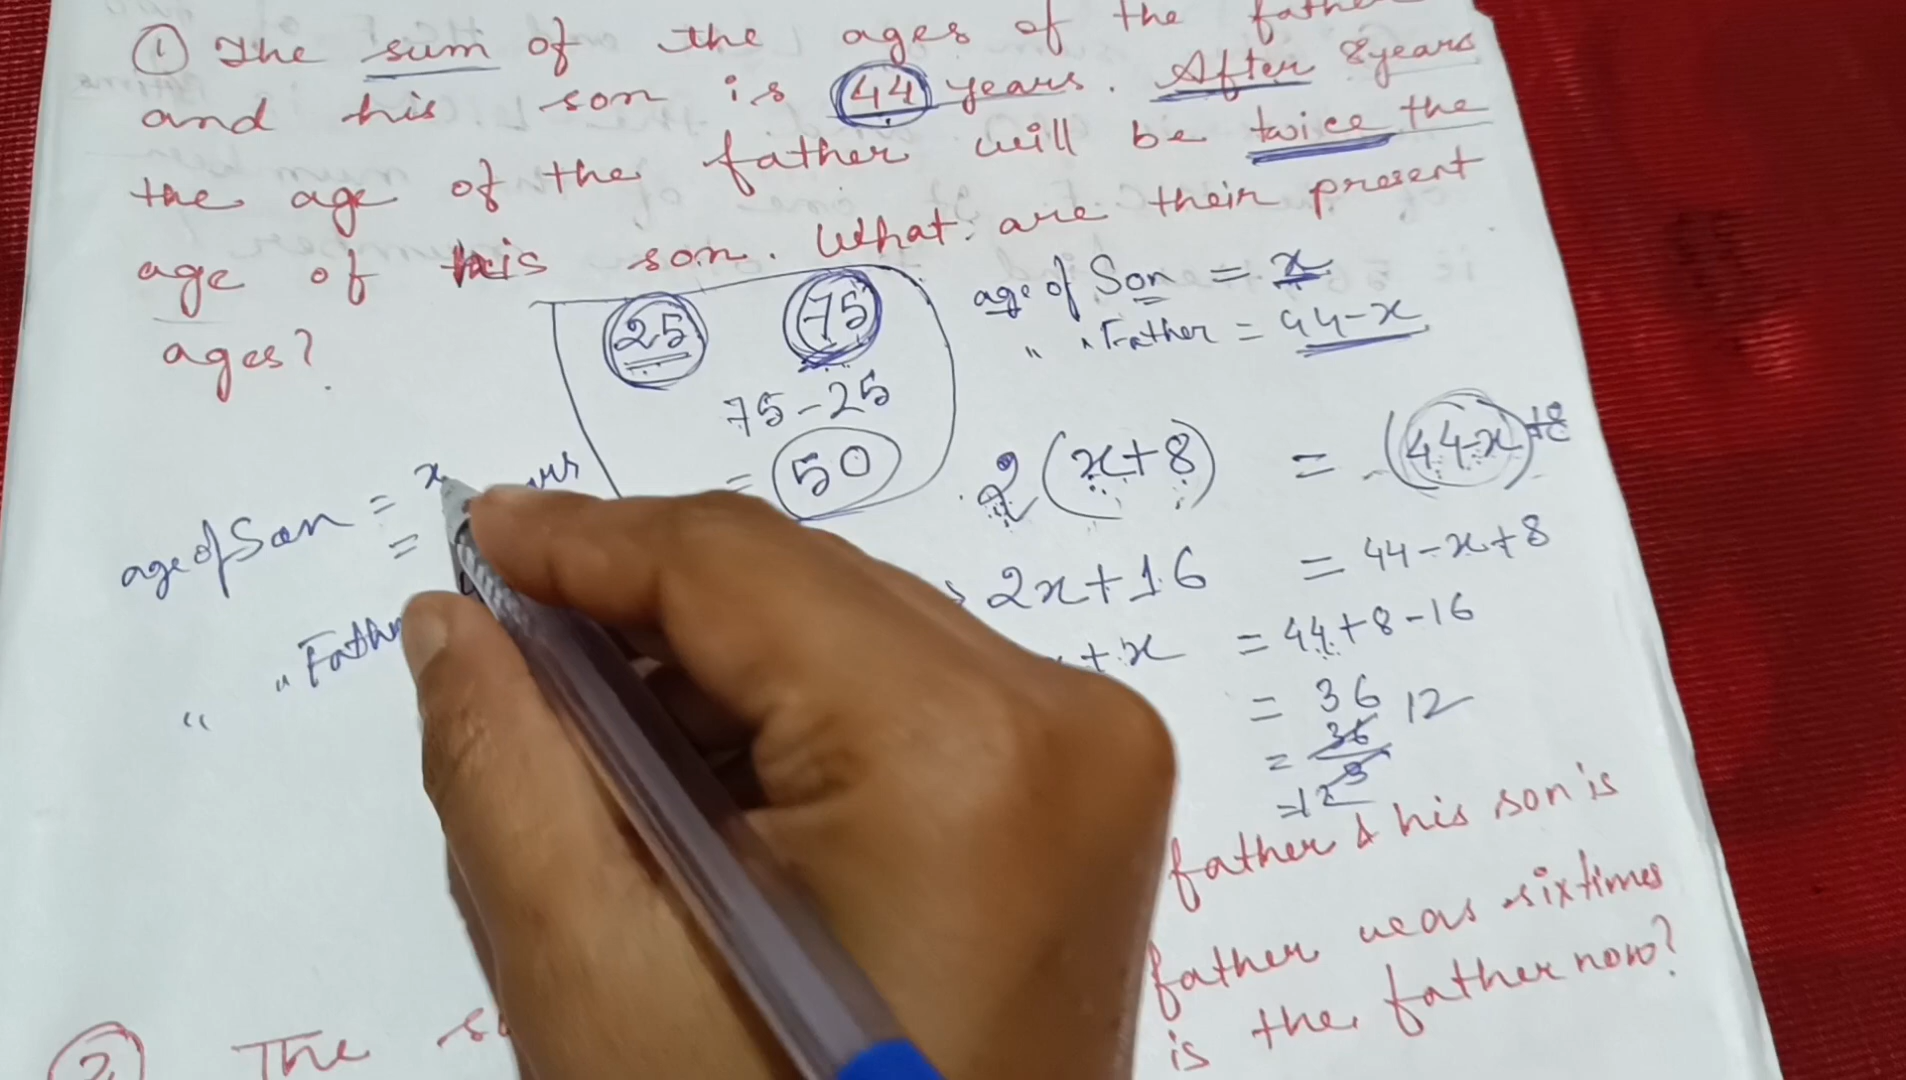 ① The sum of the ages of the
and his son is 44 years. After 8years
the age of the father will be twice the
age of his son. What are their present
ages?
25 75
75-25
= 50
age of Son = x
" " Father = 44-x
2(x+8) = (44-x)+8
2x+16 = 44-x+8
+x = 44+8-16
= 36
= 36 12
3
=12
age of Son = x
=
" Fath
"
father & his son is
father was six times
is the father now?
② The